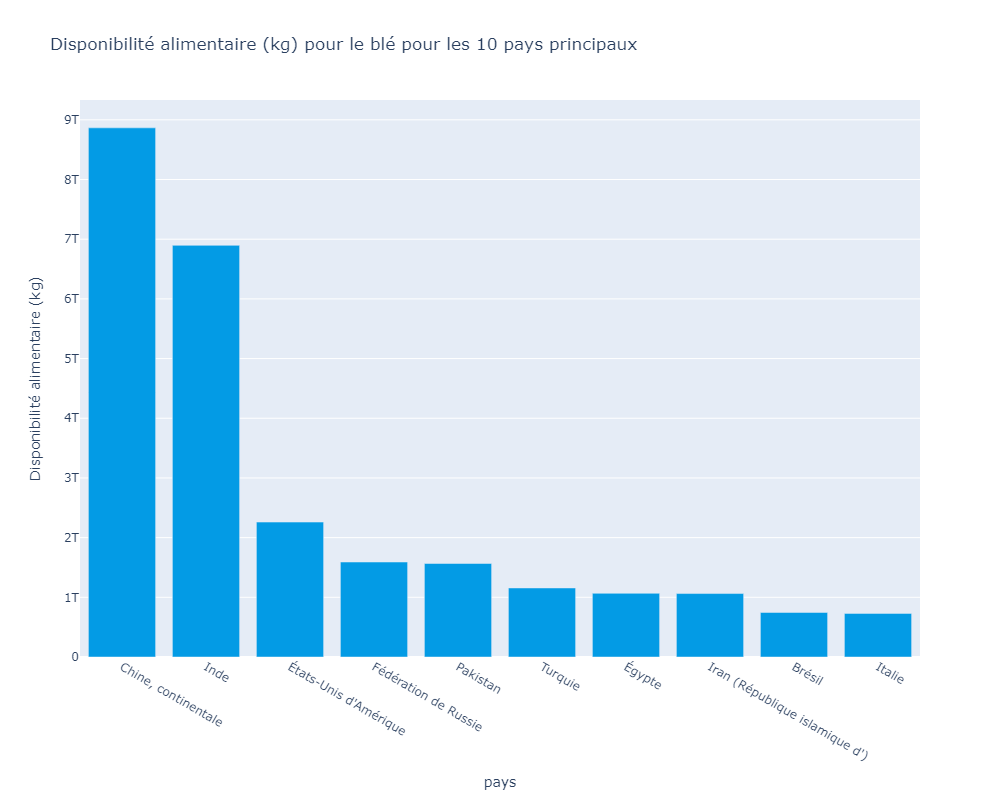 Disponibilité alimentaire (kg) pour le blé pour les 10 pays principaux
9T
8T
7T
6T
5T
4T
3T
2T
1T
0
Disponibilité alimentaire (kg)
Chine, continentale
Inde
États-Unis d'Amérique
Fédération de Russie
Pakistan
Turquie
Égypte
Iran (République islamique d')
Brésil
Italie
pays